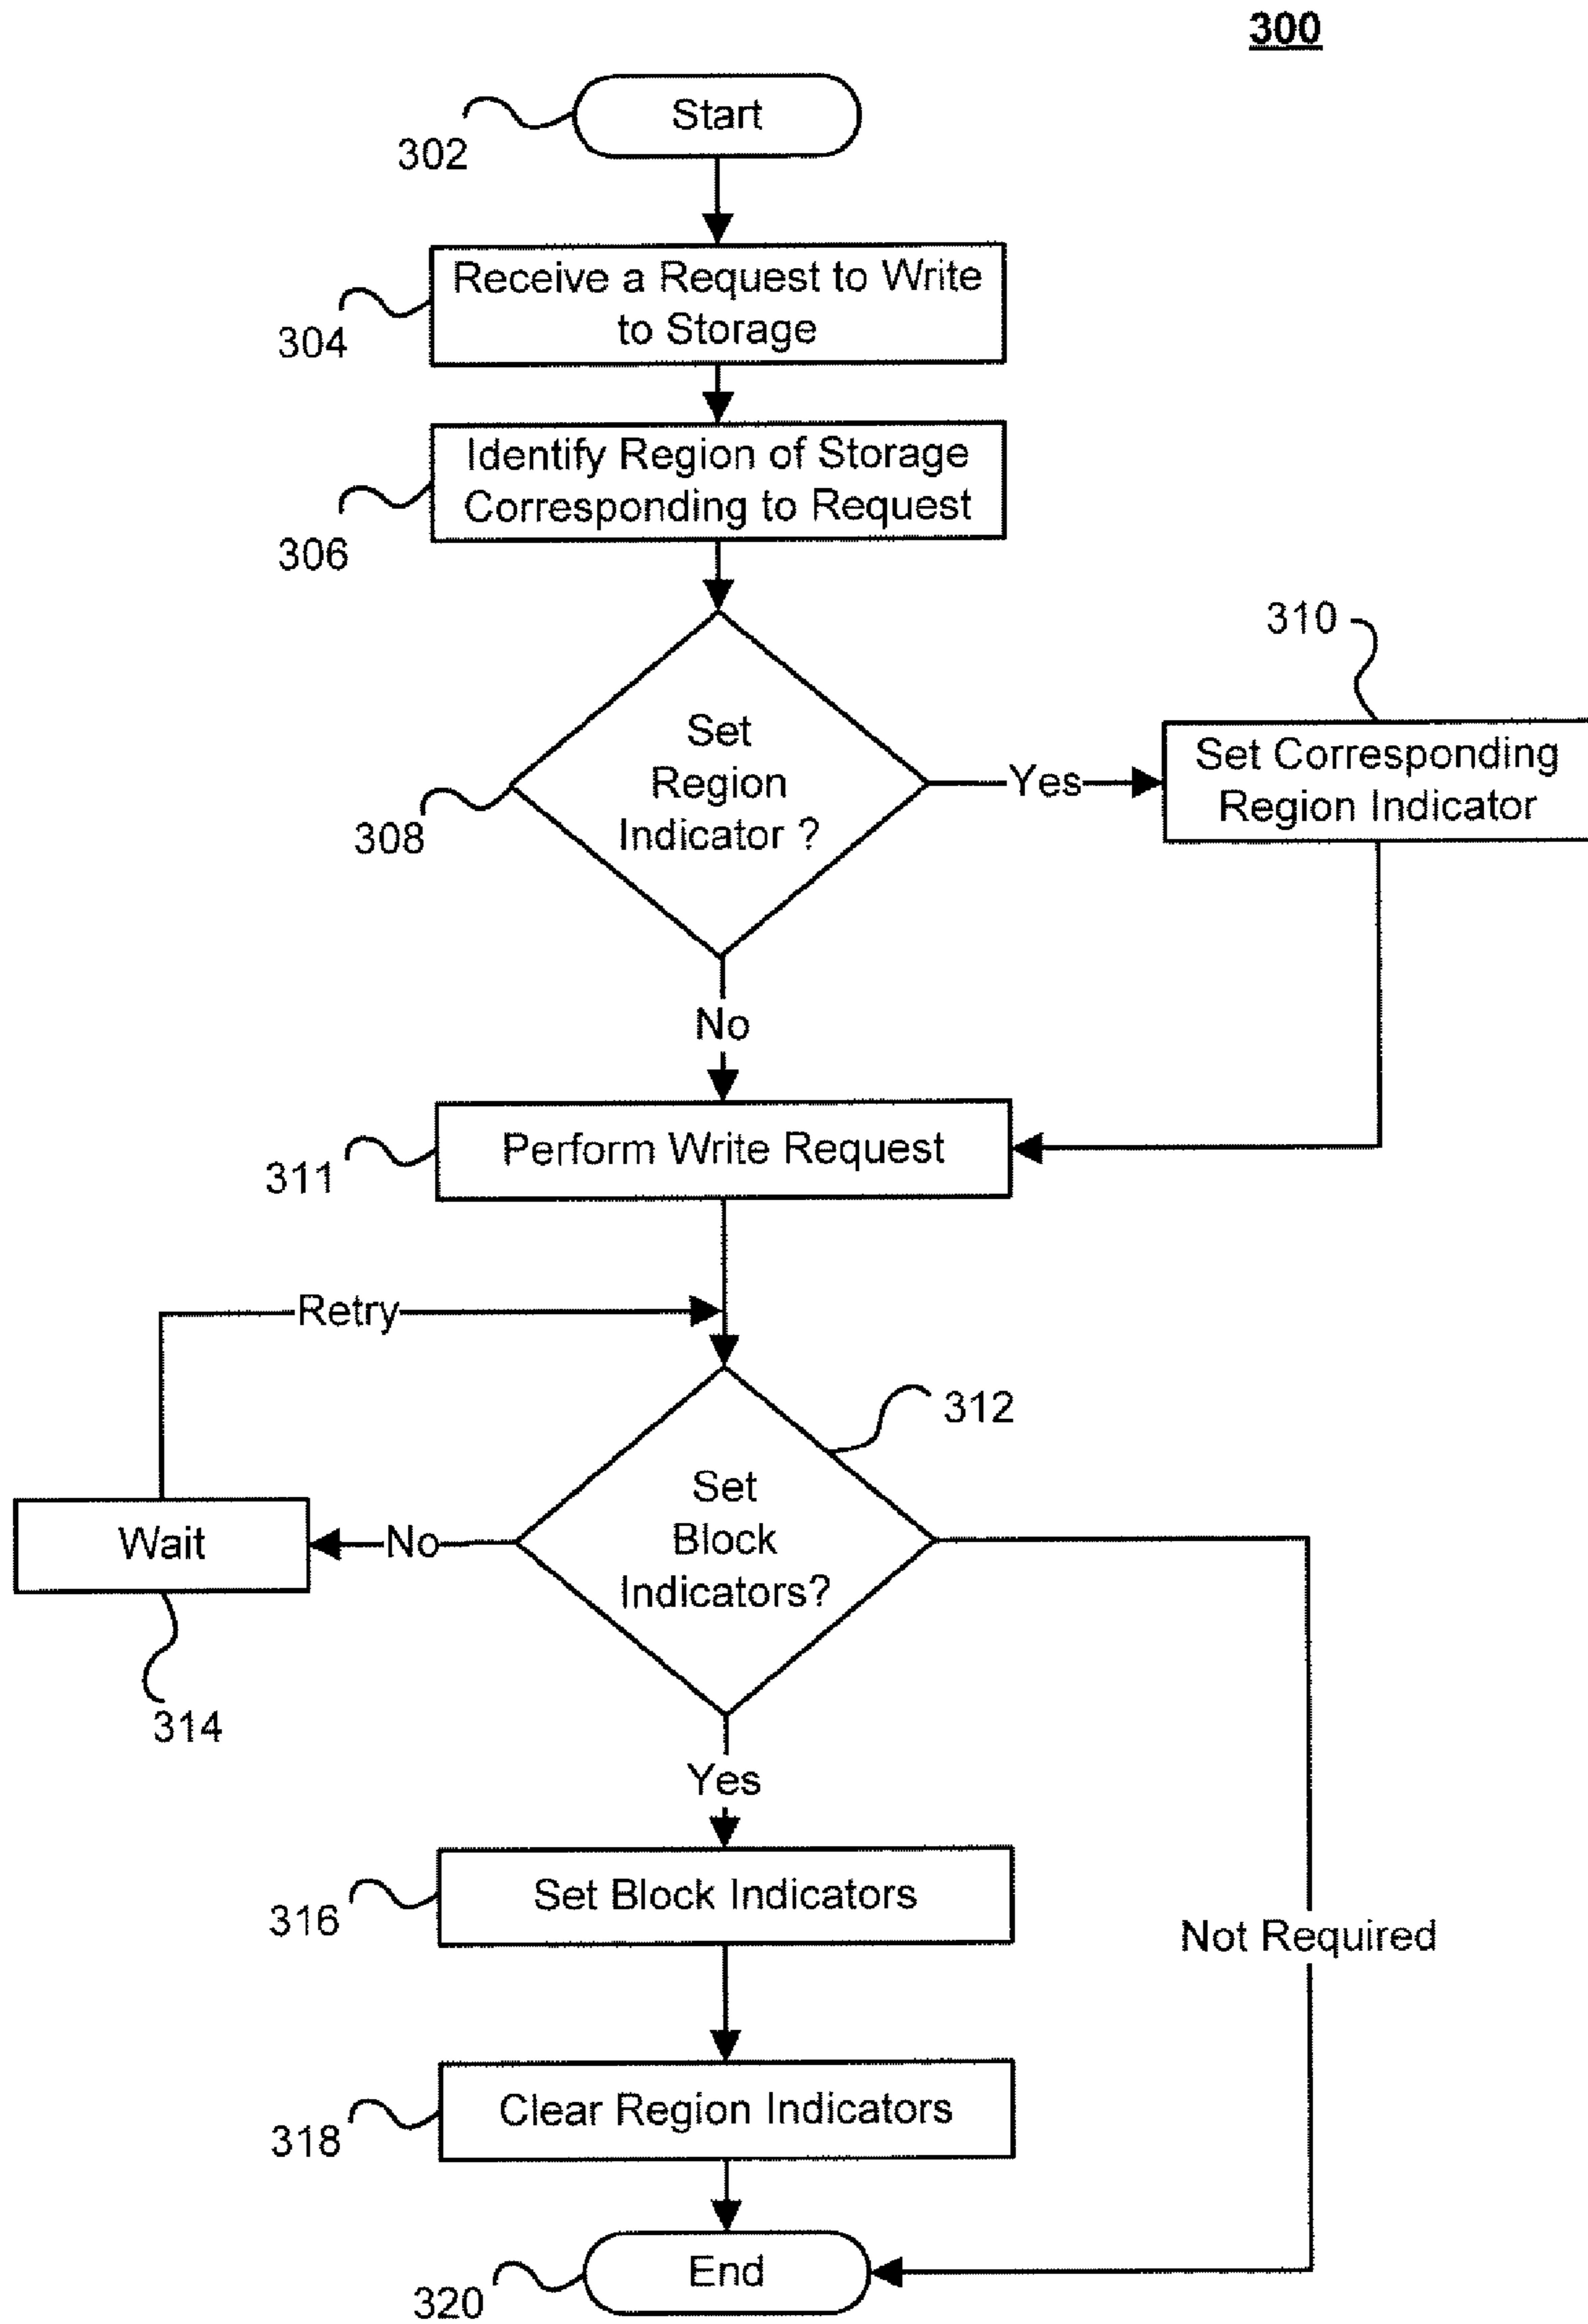 300
Start
302
Receive a Request to Write
to Storage
304
Identify Region of Storage
Corresponding to Request
306
310
Set
Region
Indicator ?
308
Yes
Set Corresponding
Region Indicator
No
Perform Write Request
311
Retry
312
Set
Block
Indicators?
No
Wait
314
Yes
Set Block Indicators
316
Not Required
Clear Region Indicators
318
End
320